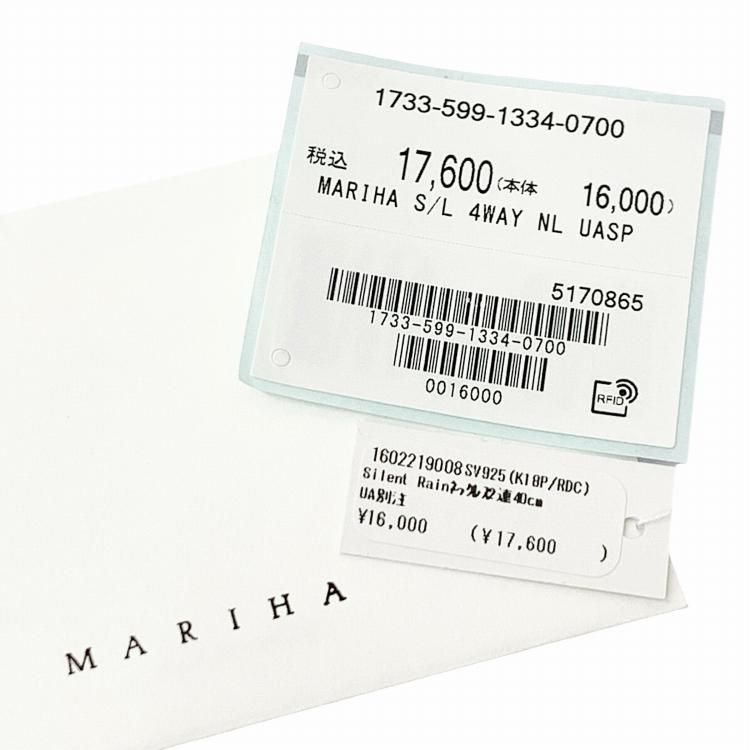 1733-599-1334-0700
税込 17,600(本体 16,000)
MARIHA S/L 4WAY NL UASP
5170865
1733-599-1334-0700
0016000
RFID
1602219008SV925(K18P/RDC)
Silent Rainネックレス2連40cm
UA別注
¥16,000 (¥17,600 )
MARIHA